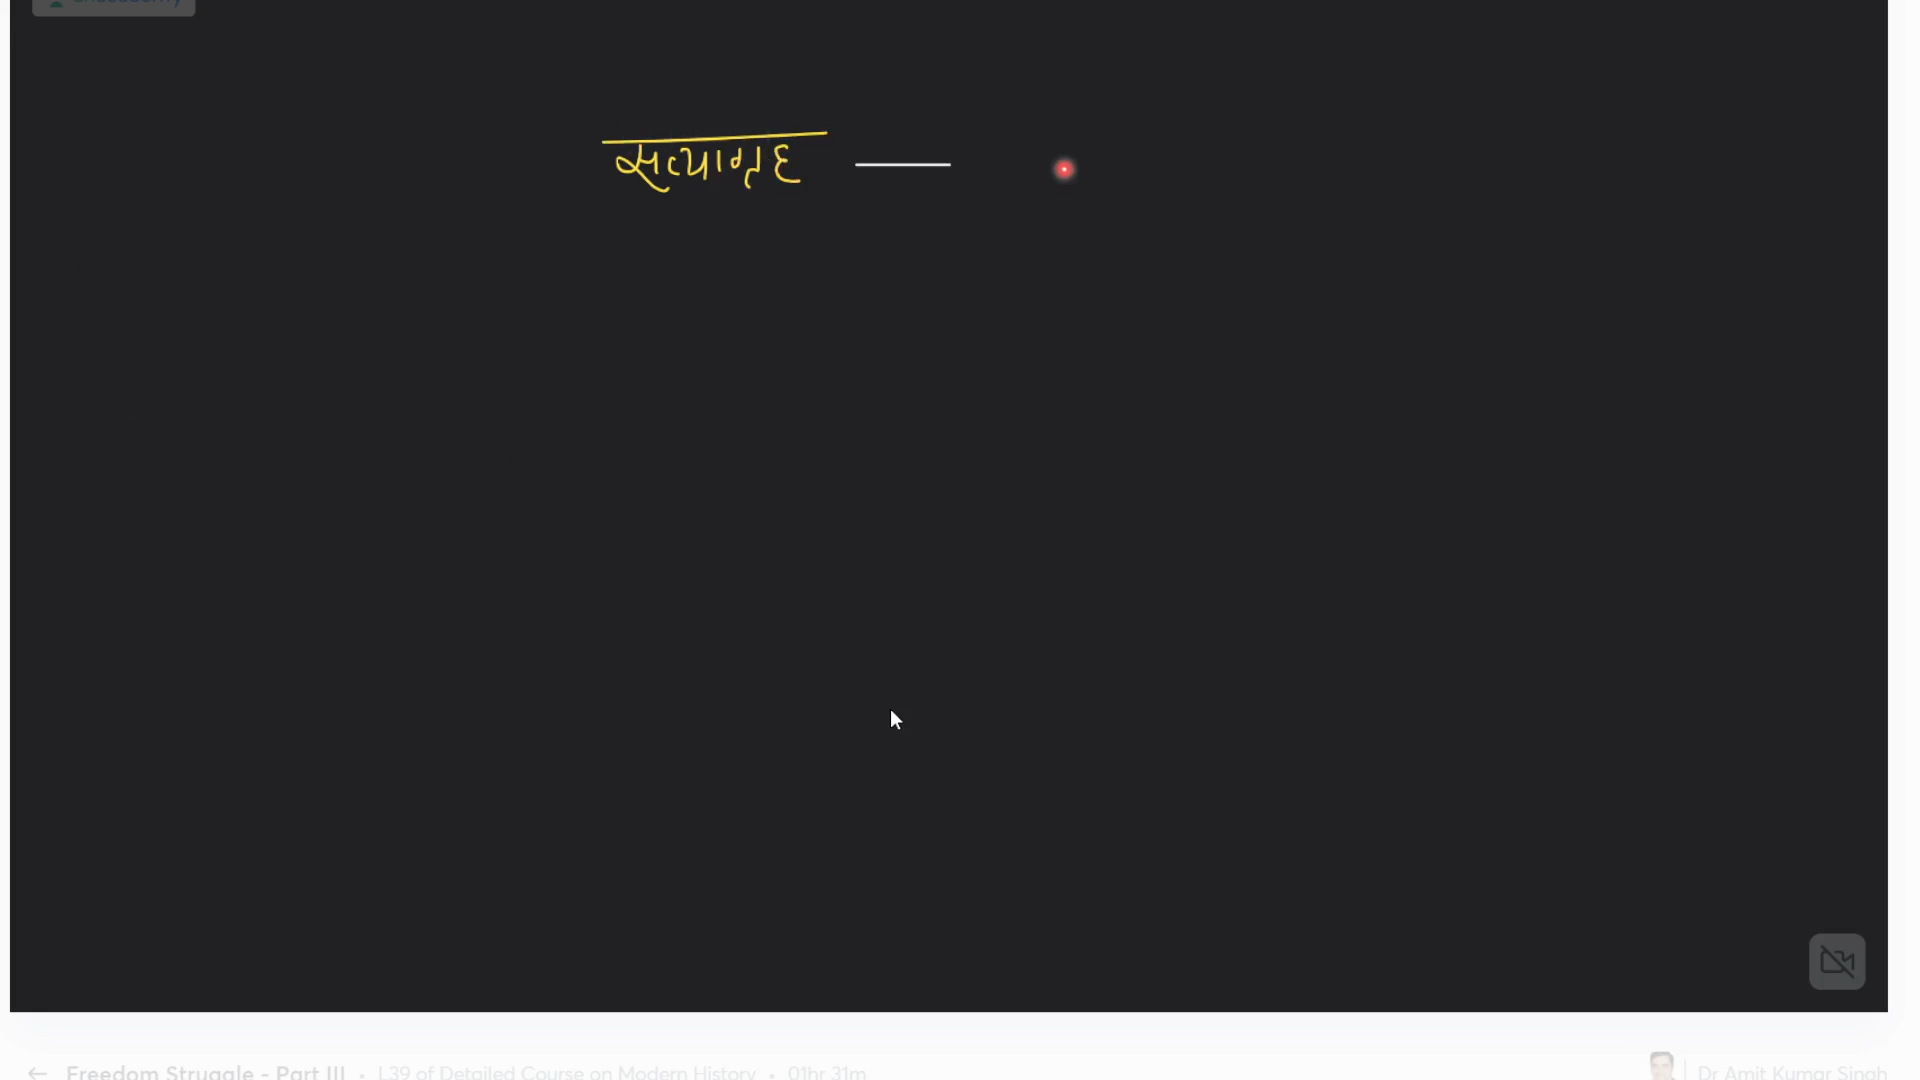 सत्याग्रह —
Freedom Struggle - Part III • L39 of Detailed Course on Modern History • 01hr 31m
Dr Amit Kumar Singh